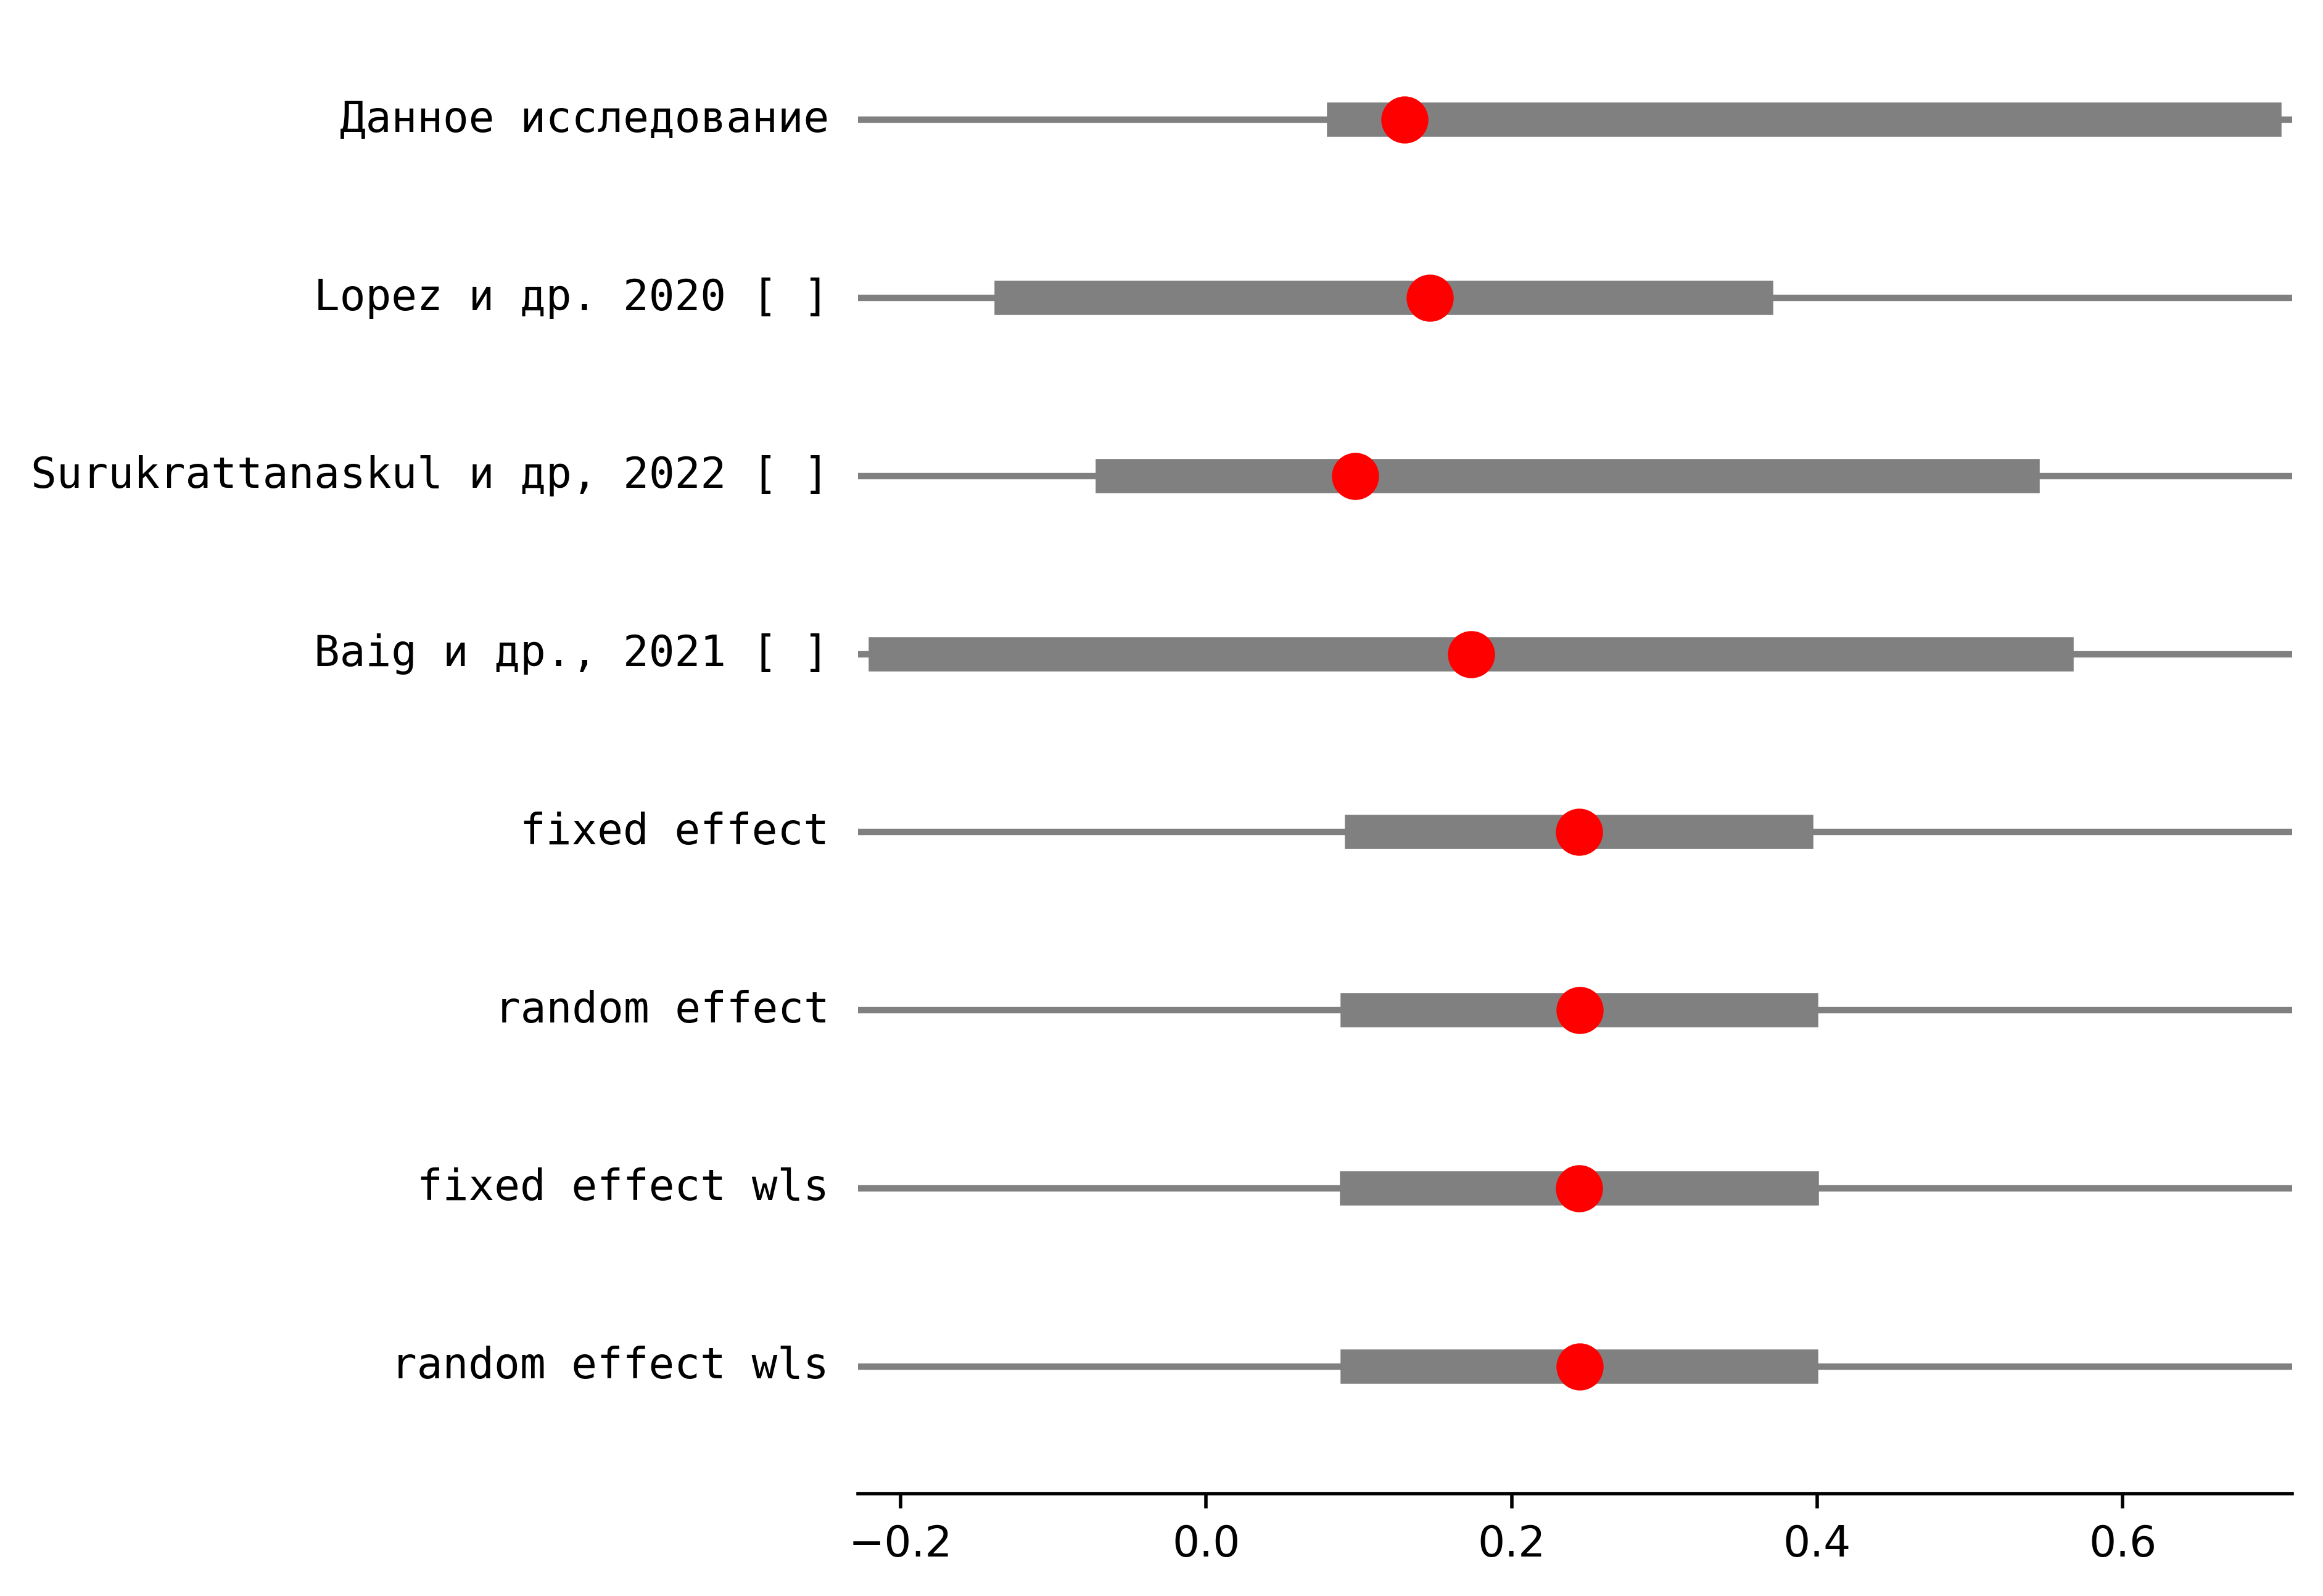 Данное исследование
Lopez и др. 2020 [ ]
Surukrattanaskul и др, 2022 [ ]
Baig и др., 2021 [ ]
fixed effect
random effect
fixed effect wls
random effect wls
−0.2 0.0 0.2 0.4 0.6